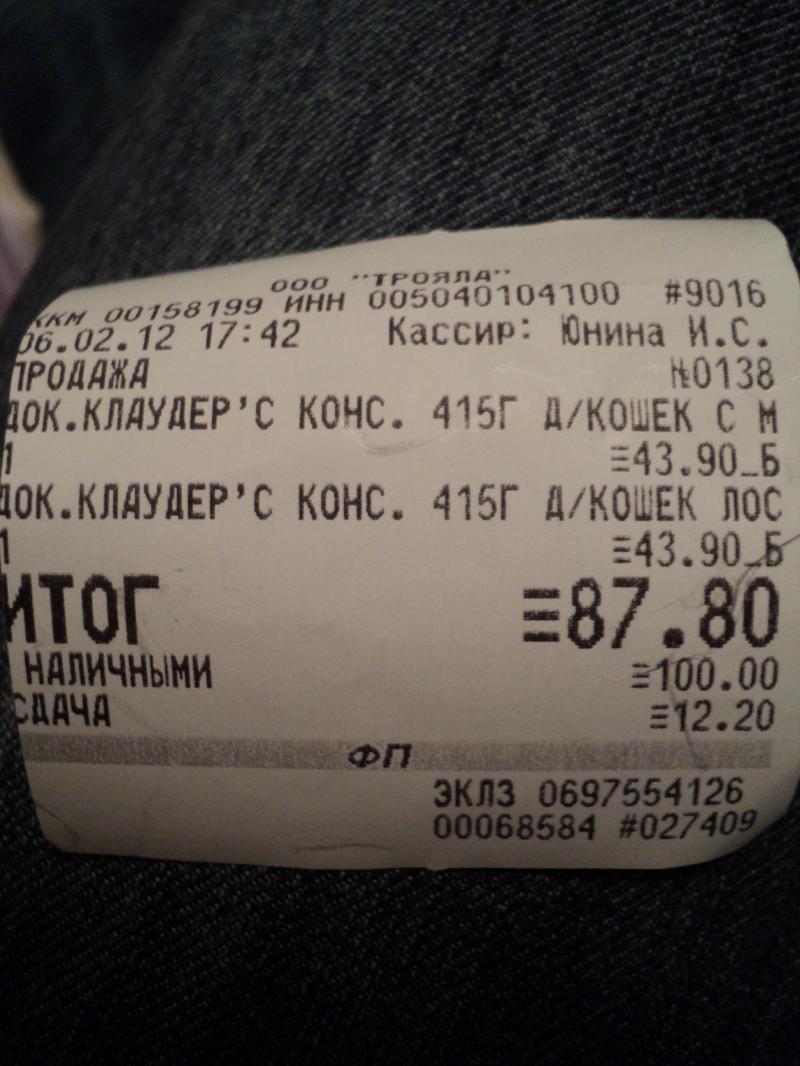 ООО "ТРОЯЛА"
ККМ 00158199 ИНН 005040104100 #9016
06.02.12 17:42 Кассир: Юнина И.С.
ПРОДАЖА №0138
ДОК.КЛАУДЕР'С КОНС. 415Г Д/КОШЕК С М
1 ≡43.90_Б
ДОК.КЛАУДЕР'С КОНС. 415Г Д/КОШЕК ЛОС
1 ≡43.90_Б
ИТОГ ≡87.80
НАЛИЧНЫМИ ≡100.00
СДАЧА ≡12.20
ФП
ЭКЛЗ 0697554126
00068584 #027409